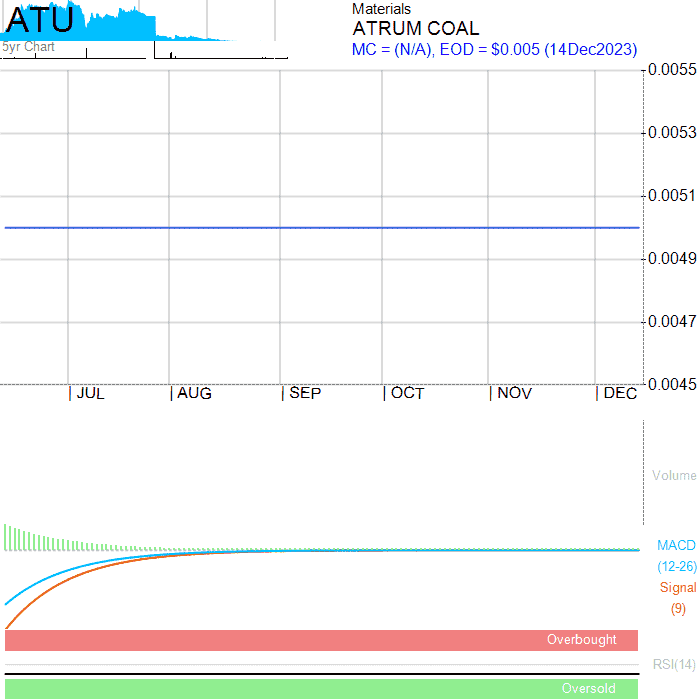 ATU
5yr Chart
Materials
ATRUM COAL
MC = (N/A), EOD = $0.005 (14Dec2023)
0.0055
0.0053
0.0051
0.0049
0.0047
0.0045
JUL AUG SEP OCT NOV DEC
Volume
MACD
(12-26)
Signal
(9)
Overbought
RSI(14)
Oversold